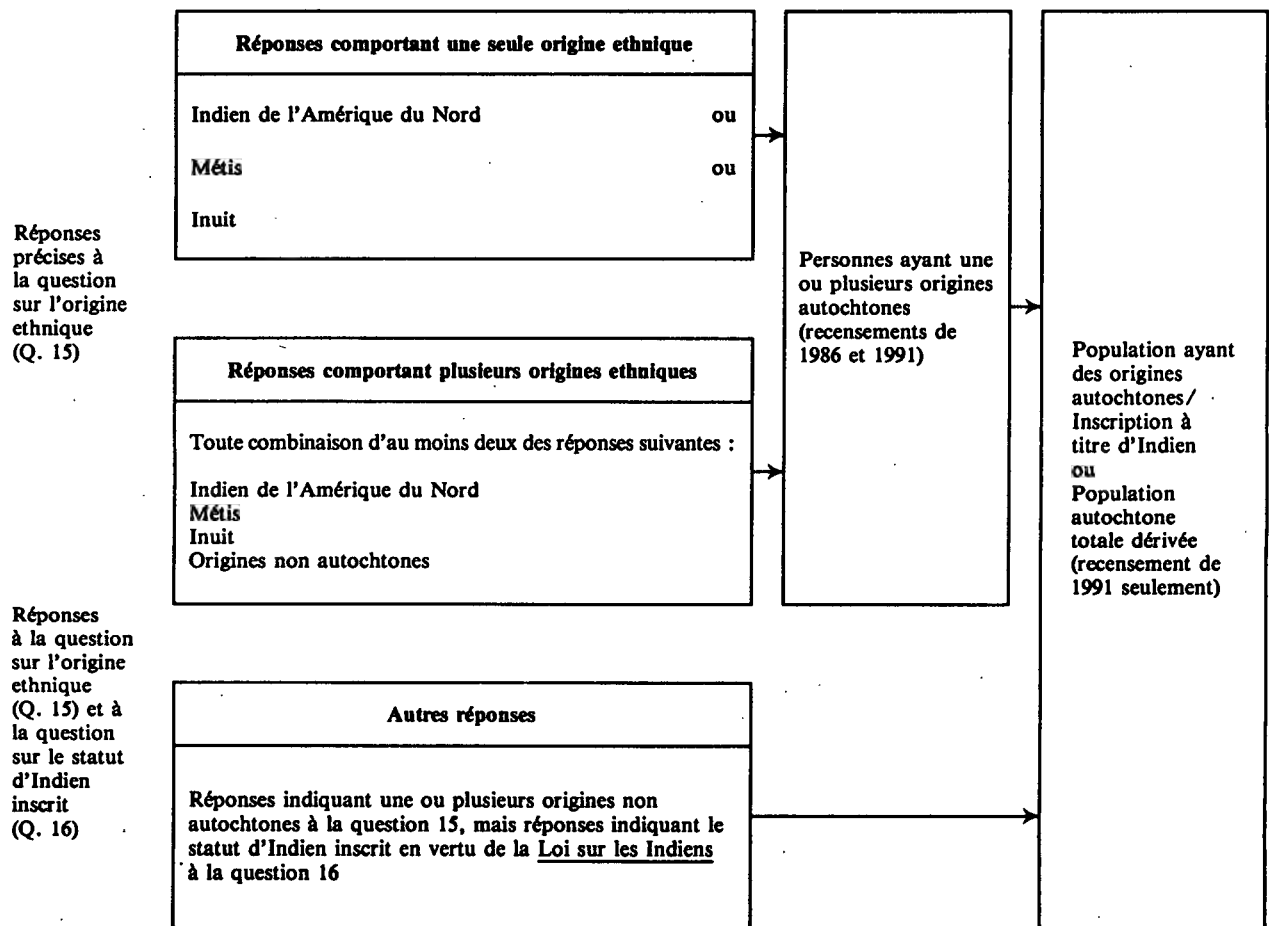 Réponses comportant une seule origine ethnique
Indien de l'Amérique du Nord ou
Métis ou
Inuit
Réponses
précises à
la question
sur l'origine
ethnique
(Q. 15)
Réponses comportant plusieurs origines ethniques
Toute combinaison d'au moins deux des réponses suivantes :
Indien de l'Amérique du Nord
Métis
Inuit
Origines non autochtones
Personnes ayant une
ou plusieurs origines
autochtones
(recensements de
1986 et 1991)
Population ayant
des origines
autochtones/
Inscription à
titre d'Indien
ou
Population
autochtone
totale dérivée
(recensement de
1991 seulement)
Réponses
à la question
sur l'origine
ethnique
(Q. 15) et à
la question
sur le statut
d'Indien
inscrit
(Q. 16)
Autres réponses
Réponses indiquant une ou plusieurs origines non
autochtones à la question 15, mais réponses indiquant le
statut d'Indien inscrit en vertu de la Loi sur les Indiens
à la question 16